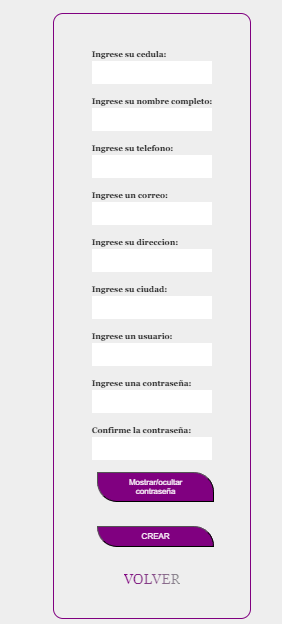 Ingrese su cedula:
Ingrese su nombre completo:
Ingrese su telefono:
Ingrese un correo:
Ingrese su direccion:
Ingrese su ciudad:
Ingrese un usuario:
Ingrese una contraseña:
Confirme la contraseña:
Mostrar/ocultar
contraseña
CREAR
VOLVER